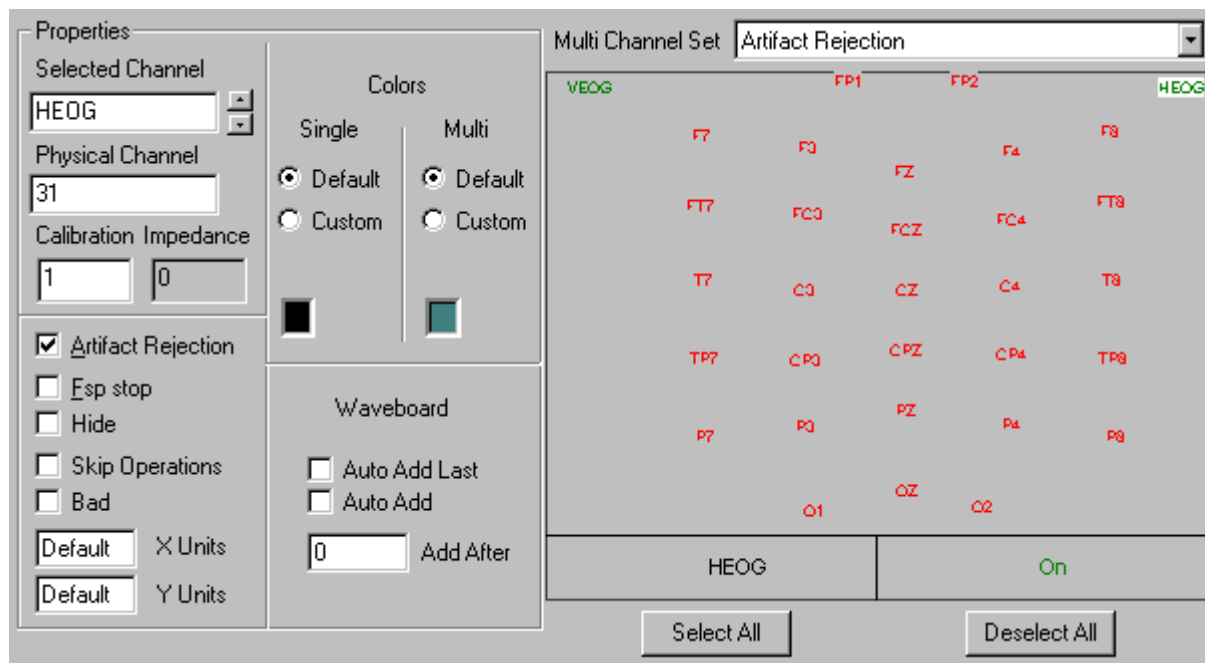 Properties
Selected Channel
HEOG
Physical Channel
31
Calibration Impedance
1 0
Artifact Rejection
Fsp stop
Hide
Skip Operations
Bad
Default X Units
Default Y Units
Colors
Single Multi
Default Default
Custom Custom
Waveboard
Auto Add Last
Auto Add
0 Add After
Multi Channel Set Artifact Rejection
VEOG FP1 FP2 HEOG
F7 F3 FZ F4 F8
FT7 FC3 FCZ FC4 FT8
T7 C3 CZ C4 T8
TP7 CP3 CPZ CP4 TP8
P7 P3 PZ P4 P8
O1 OZ O2
HEOG On
Select All Deselect All